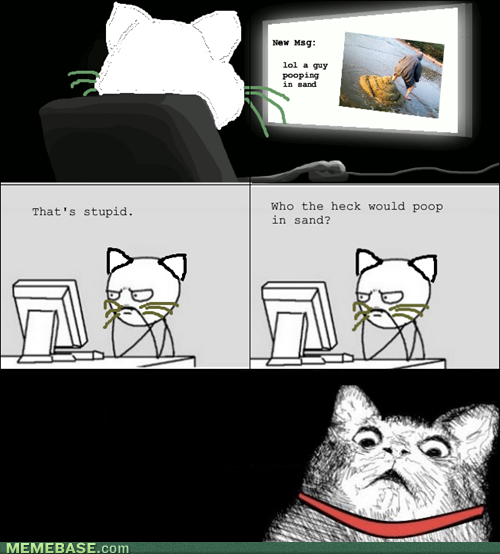 New Msg:
lol a guy
pooping
in sand
That's stupid.
Who the heck would poop
in sand?
MEMEBASE.com